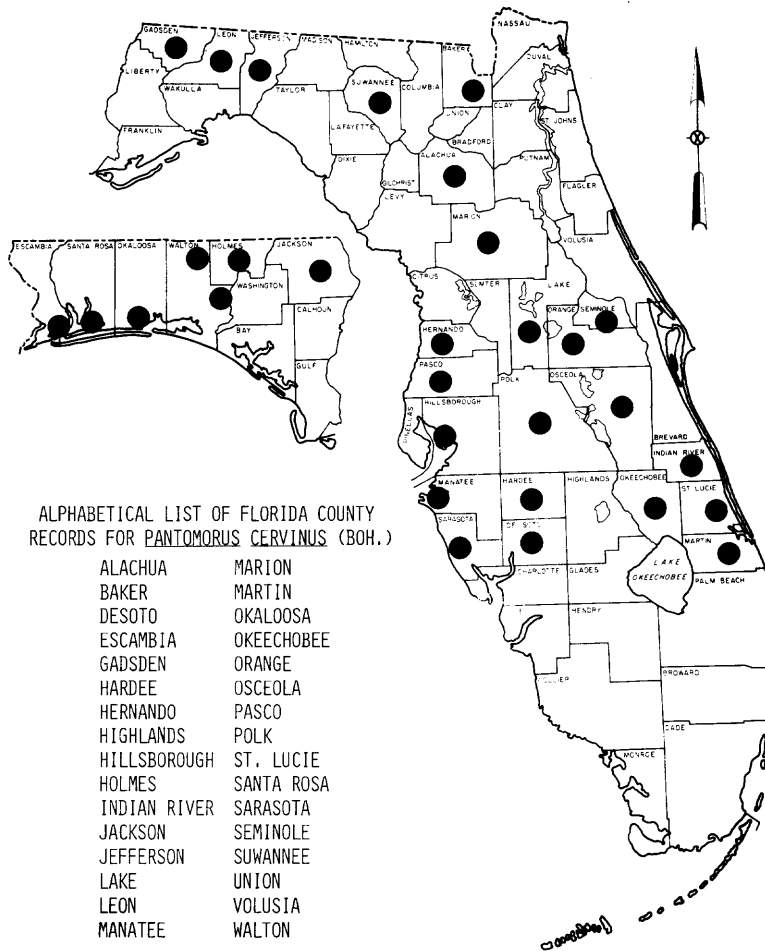 NASSAU
GADSDEN LEON JEFFERSON MADISON HAMILTON BAKER
DUVAL
LIBERTY WAKULLA TAYLOR SUWANNEE COLUMBIA
UNION CLAY ST JOHNS
FRANKLIN LAFAYETTE BRADFORD
DIXIE ALACHUA PUTNAM
GILCHRIST
LEVY FLAGLER
MARION
VOLUSIA
ESCAMBIA SANTA ROSA OKALOOSA WALTON HOLMES JACKSON
WASHINGTON
CALHOUN
BAY
GULF
CITRUS SUMTER LAKE
ORANGE SEMINOLE
HERNANDO
PASCO
POLK OSCEOLA
HILLSBOROUGH
PINELLAS
BREVARD
INDIAN RIVER
MANATEE HARDEE HIGHLANDS OKEECHOBEE
ST LUCIE
SARASOTA DE SOTO
MARTIN
CHARLOTTE GLADES
LAKE
OKEECHOBEE
PALM BEACH
HENDRY
BROWARD
DADE
MONROE
ALPHABETICAL LIST OF FLORIDA COUNTY
RECORDS FOR PANTOMORUS CERVINUS (BOH.)
ALACHUA MARION
BAKER MARTIN
DESOTO OKALOOSA
ESCAMBIA OKEECHOBEE
GADSDEN ORANGE
HARDEE OSCEOLA
HERNANDO PASCO
HIGHLANDS POLK
HILLSBOROUGH ST. LUCIE
HOLMES SANTA ROSA
INDIAN RIVER SARASOTA
JACKSON SEMINOLE
JEFFERSON SUWANNEE
LAKE UNION
LEON VOLUSIA
MANATEE WALTON